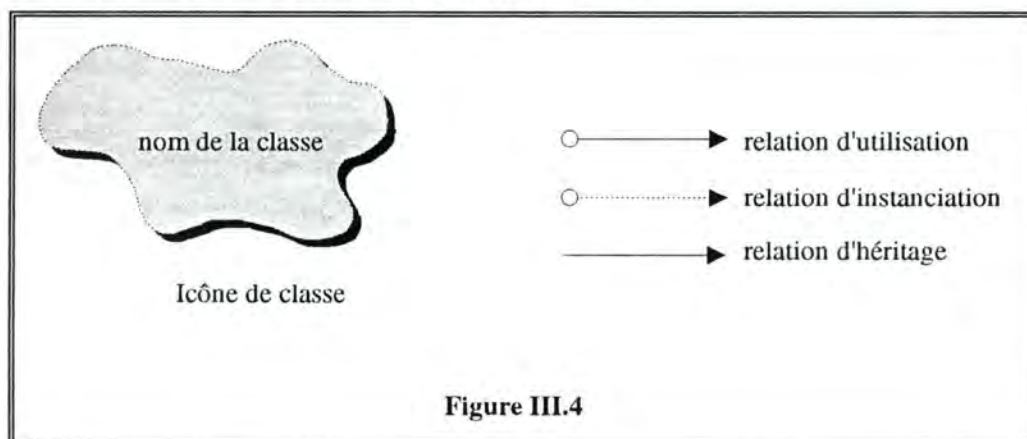 nom de la classe
relation d'utilisation
relation d'instanciation
relation d'héritage
Icône de classe
Figure III.4